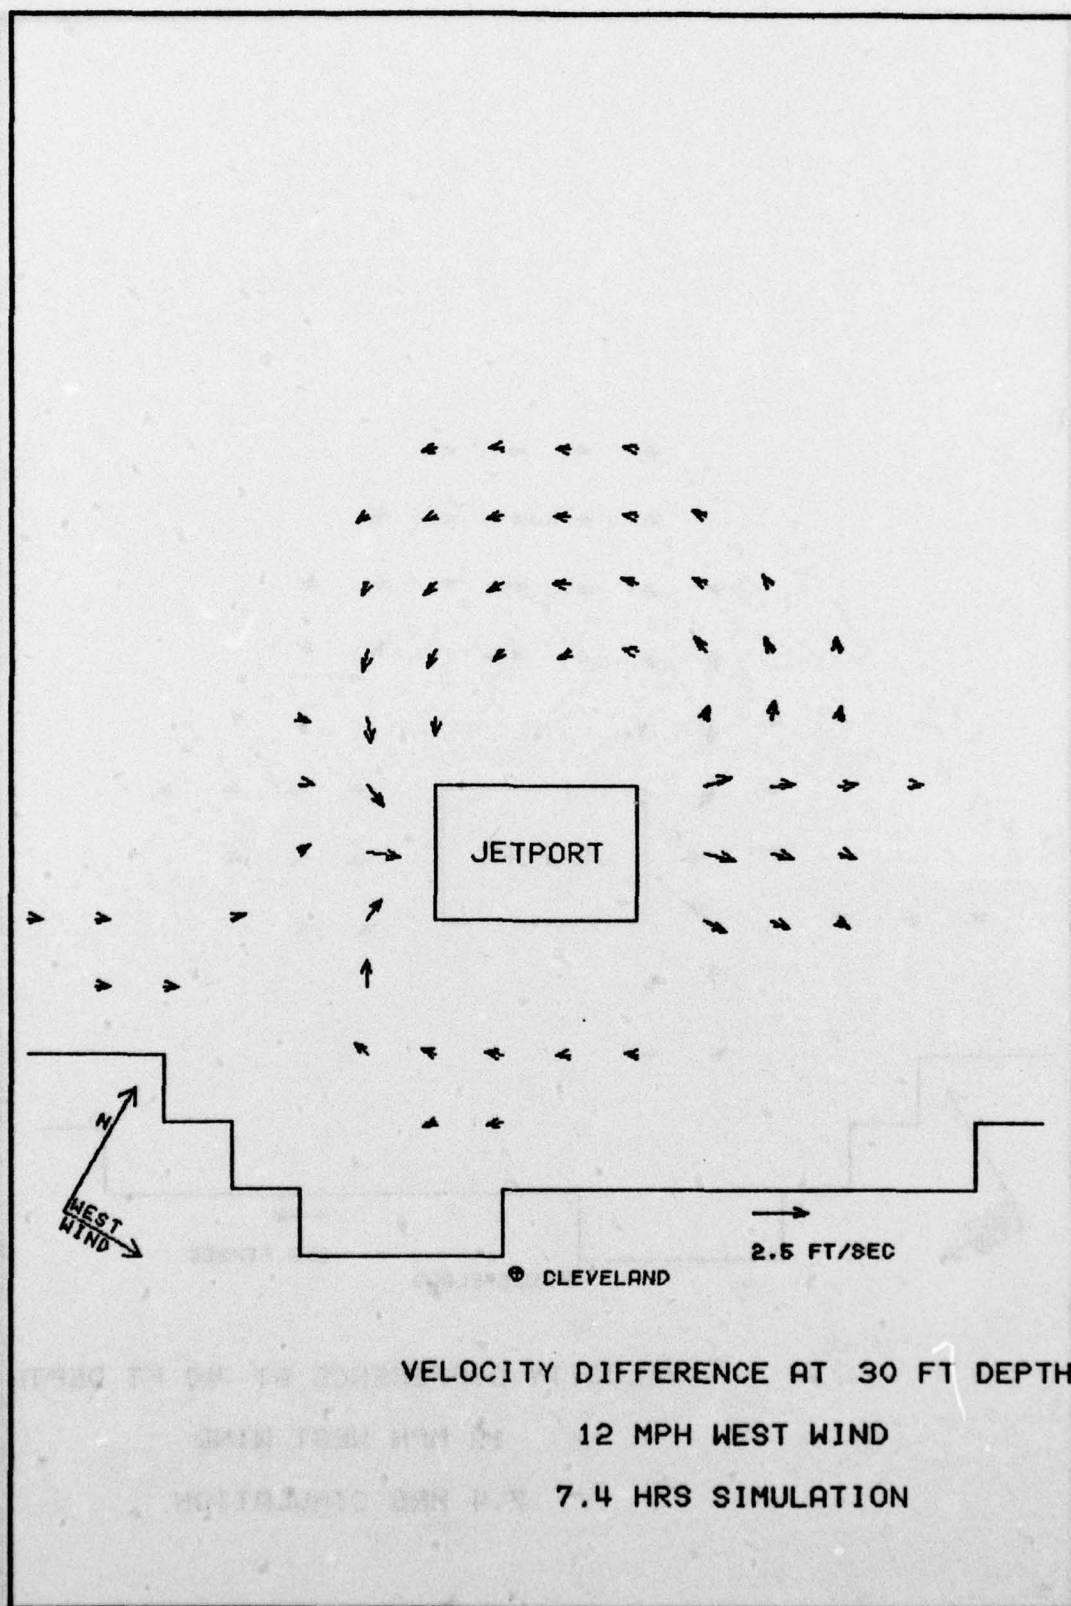 JETPORT
N
WEST
WIND
2.5 FT/SEC
CLEVELAND
VELOCITY DIFFERENCE AT 30 FT DEPTH
12 MPH WEST WIND
7.4 HRS SIMULATION